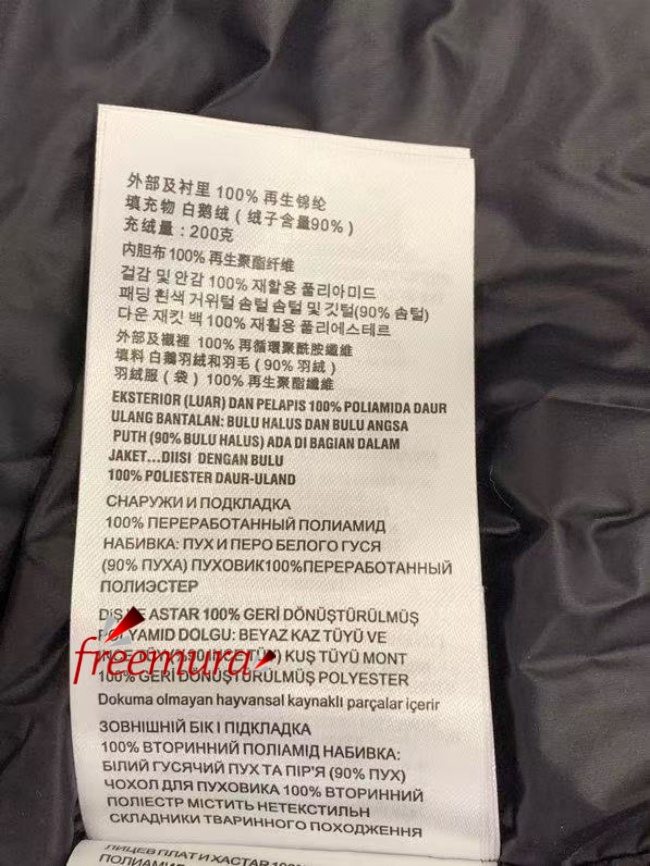 外部及衬里 100% 再生锦纶
填充物 白鹅绒（绒子含量90%）
充绒量：200克
内胆布 100% 再生聚酯纤维
겉감 및 안감 100% 재할용 폴리아미드
패딩 흰색 거위털 솜털 솜털 및 깃털(90% 솜털)
다운 재킷 백 100% 재횔용 폴리에스테르
外部及襯裡 100% 再循環聚酰胺纖維
填料 白鵝羽絨和羽毛（90% 羽絨）
羽絨服（袋）100% 再生聚酯纖維
EKSTERIOR (LUAR) DAN PELAPIS 100% POLIAMIDA DAUR
ULANG BANTALAN: BULU HALUS DAN BULU ANGSA
PUTH (90% BULU HALUS) ADA DI BAGIAN DALAM
JAKET...DIISI DENGAN BULU
100% POLIESTER DAUR-ULAND
СНАРУЖИ И ПОДКЛАДКА
100% ПЕРЕРАБОТАННЫЙ ПОЛИАМИД
НАБИВКА: ПУХ И ПЕРО БЕЛОГО ГУСЯ
(90% ПУХА) ПУХОВИК100%ПЕРЕРАБОТАННЫЙ
ПОЛИЭСТЕР
ASTAR 100% GERİ DÖNÜŞTÜRÜLMÜŞ
DOLGU: BEYAZ KAZ TÜYÜ VE
KUŞ TÜYÜ MONT
freemura
100% GERİ DÖNÜŞTÜRÜLMÜŞ POLYESTER
Dokuma olmayan hayvansal kaynaklı parçalar içerir
ЗОВНІШНІЙ БІК І ПІДКЛАДКА
100% ВТОРИННИЙ ПОЛІАМІД НАБИВКА:
БІЛИЙ ГУСЯЧИЙ ПУХ ТА ПІР'Я (90% ПУХ)
ЧОХОЛ ДЛЯ ПУХОВИКА 100% ВТОРИННИЙ
ПОЛІЕСТР МІСТИТЬ НЕТЕКСТИЛЬН
СКЛАДНИКИ ТВАРИННОГО ПОХОДЖЕННЯ